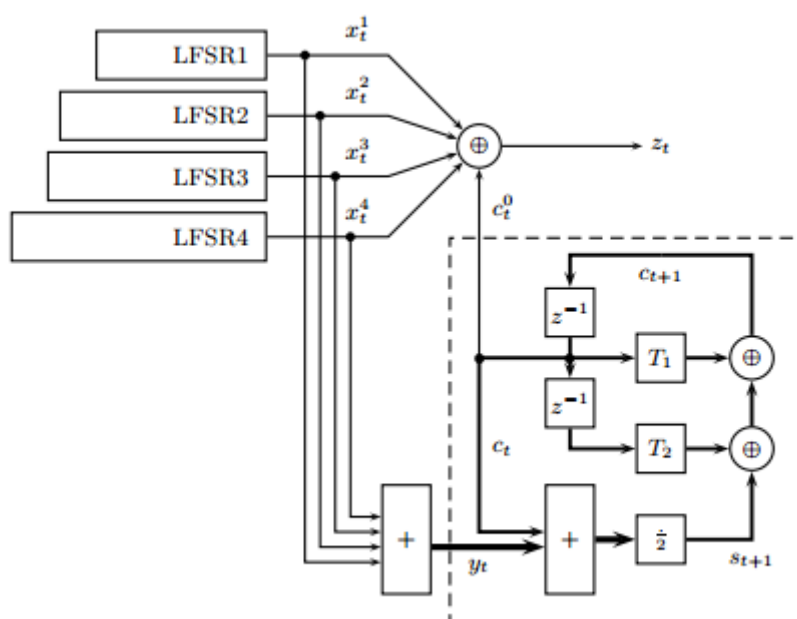 LFSR1
x_t^1
LFSR2
x_t^2
LFSR3
x_t^3
LFSR4
x_t^4
⊕
z_t
c_t^0
c_{t+1}
z^{-1}
T_1
⊕
z^{-1}
T_2
⊕
c_t
+
y_t
+
÷2
s_{t+1}